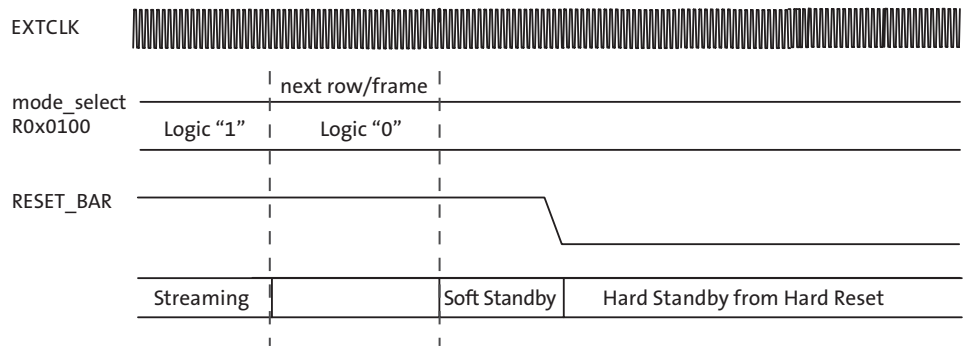 EXTCLK
next row/frame
mode_select
R0x0100
Logic “1”
Logic “0”
RESET_BAR
Streaming
Soft Standby
Hard Standby from Hard Reset